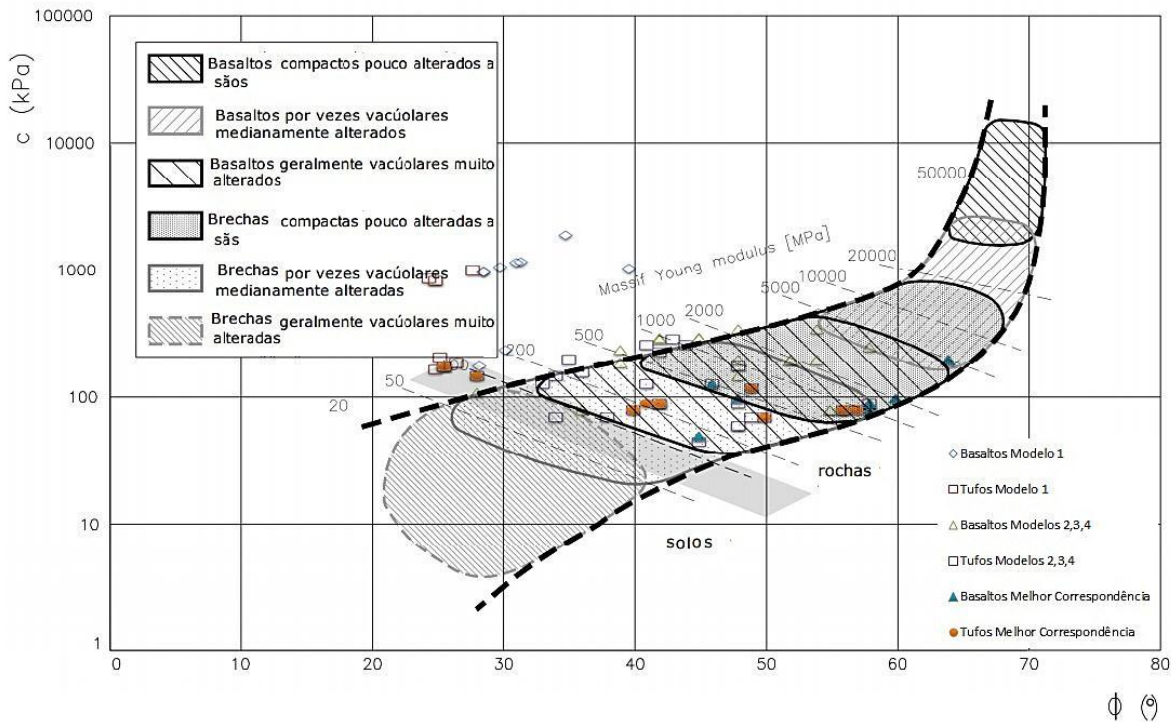 100000
10000
1000
100
10
1
c (kPa)
Basaltos compactos pouco alterados a
sãos
Basaltos por vezes vacúolares
medianamente alterados
Basaltos geralmente vacúolares muito
alterados
Brechas compactas pouco alteradas a
sãs
Brechas por vezes vacúolares
medianamente alteradas
Brechas geralmente vacúolares muito
alteradas
Massif Young modulus [MPa]
20
50
200
500
1000
2000
5000
10000
20000
50000
rochas
solos
Basaltos Modelo 1
Tufos Modelo 1
Basaltos Modelos 2,3,4
Tufos Modelos 2,3,4
Basaltos Melhor Correspondência
Tufos Melhor Correspondência
0
10
20
30
40
50
60
70
80
ϕ (°)